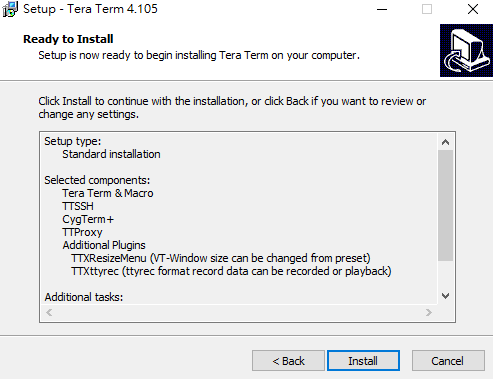 Setup - Tera Term 4.105
Ready to Install
Setup is now ready to begin installing Tera Term on your computer.
Click Install to continue with the installation, or click Back if you want to review or
change any settings.
Setup type:
Standard installation
Selected components:
Tera Term & Macro
TTSSH
CygTerm+
TTProxy
Additional Plugins
TTXResizeMenu (VT-Window size can be changed from preset)
TTXttyrec (ttyrec format record data can be recorded or playback)
Additional tasks:
< Back
Install
Cancel